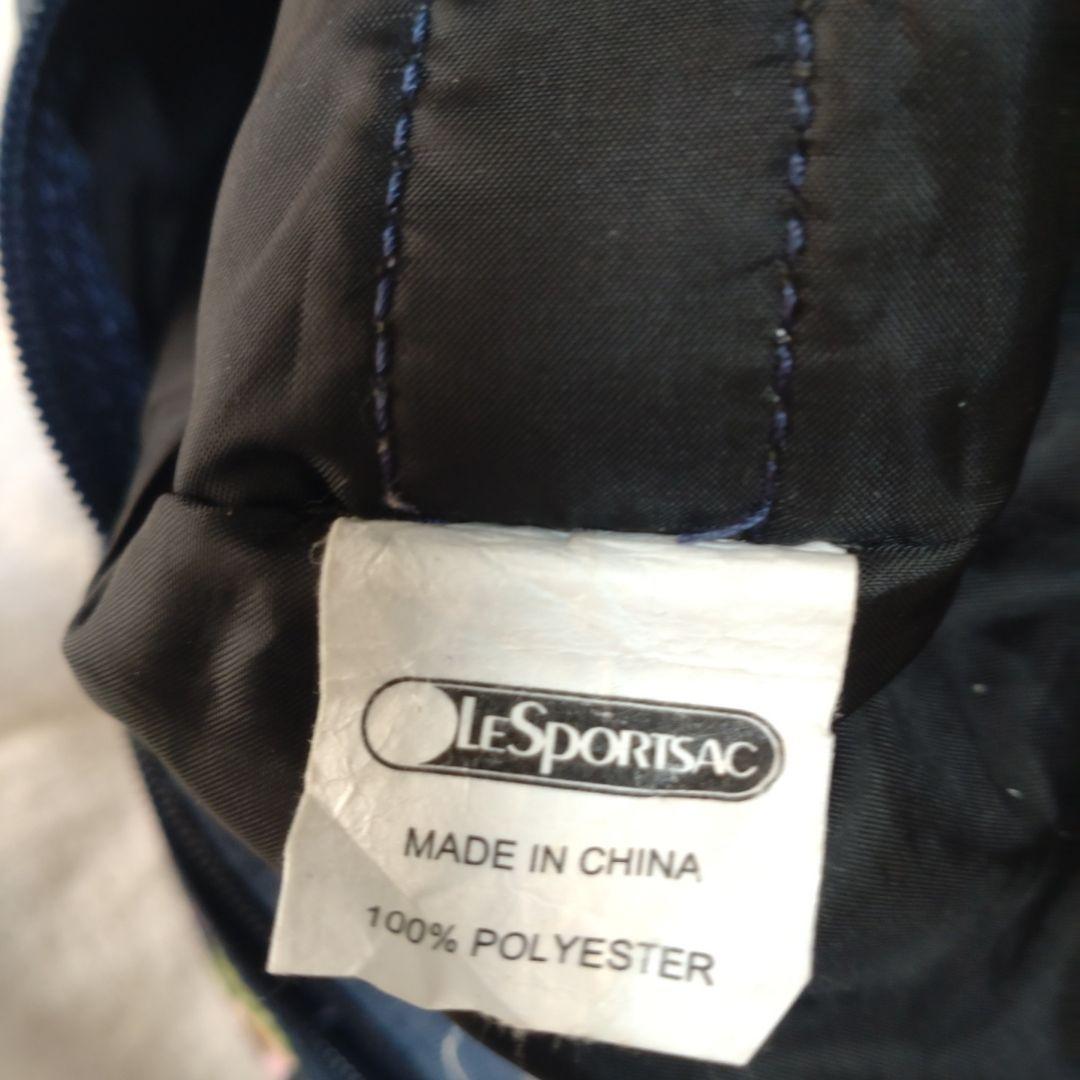 LeSportsac
MADE IN CHINA
100% POLYESTER